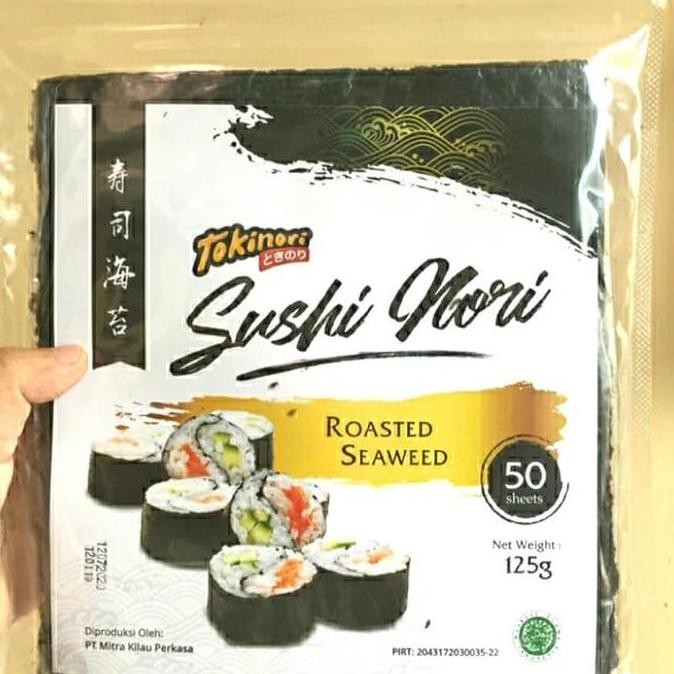 寿司海苔
Tokinori
ときのり
Sushi Nori
ROASTED
SEAWEED
50
sheets
Net Weight :
125g
Diproduksi Oleh:
PT. Mitra Kilau Perkasa
PIRT: 2043172030035-22